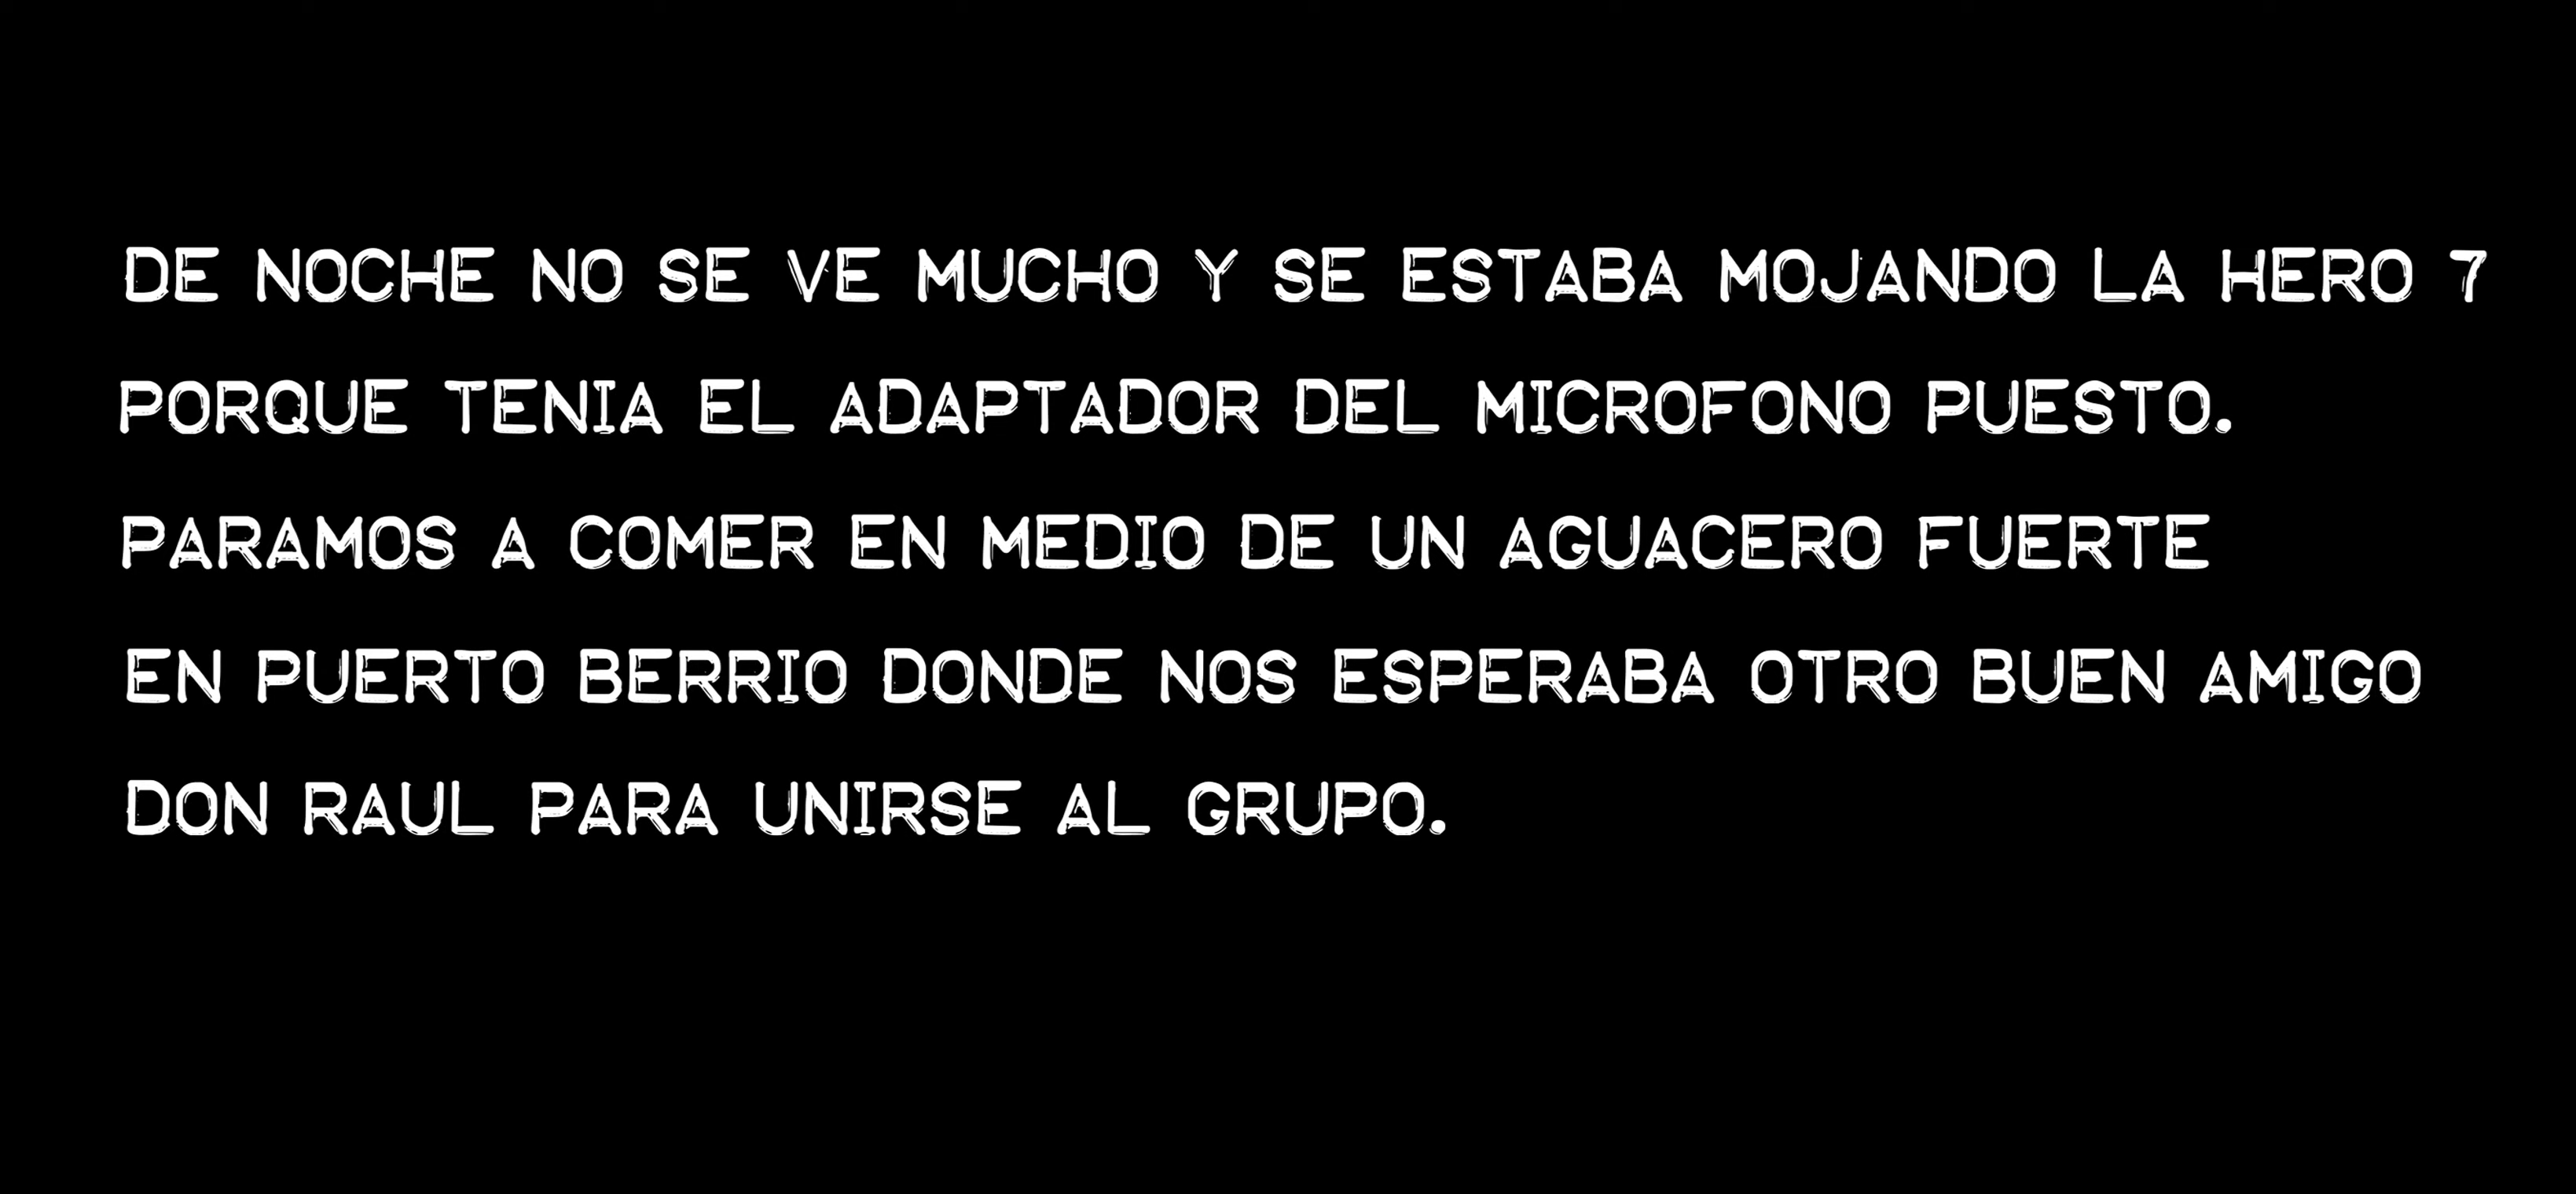 DE NOCHE NO SE VE MUCHO Y SE ESTABA MOJANDO LA HERO 7
PORQUE TENIA EL ADAPTADOR DEL MICROFONO PUESTO.
PARAMOS A COMER EN MEDIO DE UN AGUACERO FUERTE
EN PUERTO BERRIO DONDE NOS ESPERABA OTRO BUEN AMIGO
DON RAUL PARA UNIRSE AL GRUPO.